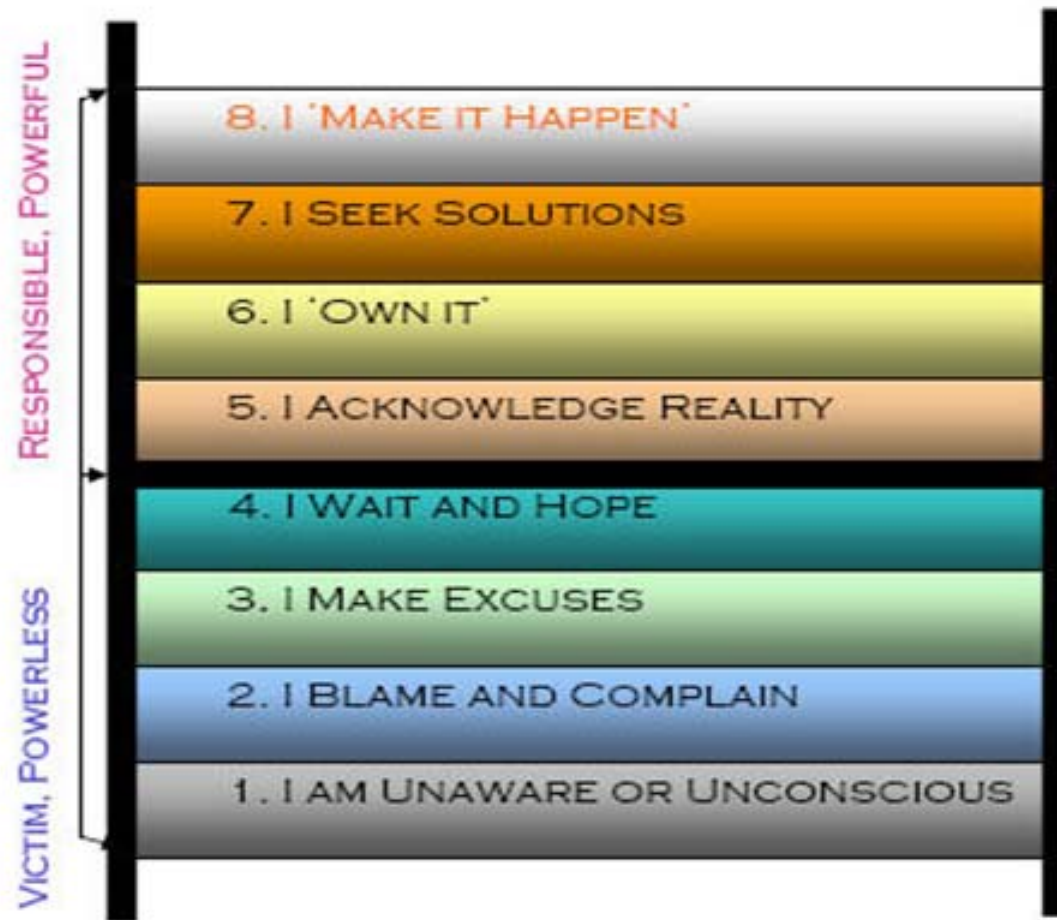 RESPONSIBLE, POWERFUL
8. I 'MAKE IT HAPPEN'
7. I SEEK SOLUTIONS
6. I 'OWN IT'
5. I ACKNOWLEDGE REALITY
VICTIM, POWERLESS
4. I WAIT AND HOPE
3. I MAKE EXCUSES
2. I BLAME AND COMPLAIN
1. I AM UNAWARE OR UNCONSCIOUS